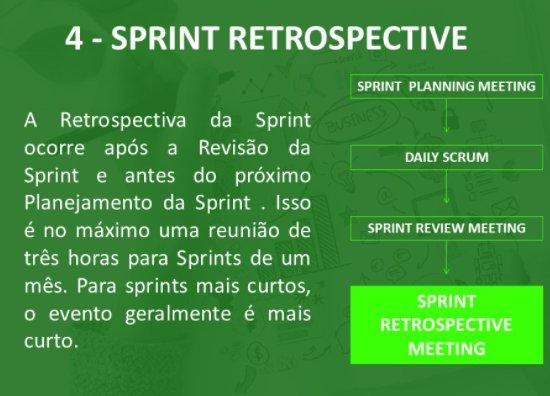 4 - SPRINT RETROSPECTIVE
A Retrospectiva da Sprint
ocorre após a Revisão da
Sprint e antes do próximo
Planejamento da Sprint . Isso
é no máximo uma reunião de
três horas para Sprints de um
mês. Para sprints mais curtos,
o evento geralmente é mais
curto.
SPRINT PLANNING MEETING
DAILY SCRUM
SPRINT REVIEW MEETING
SPRINT
RETROSPECTIVE
MEETING
BUSINESS